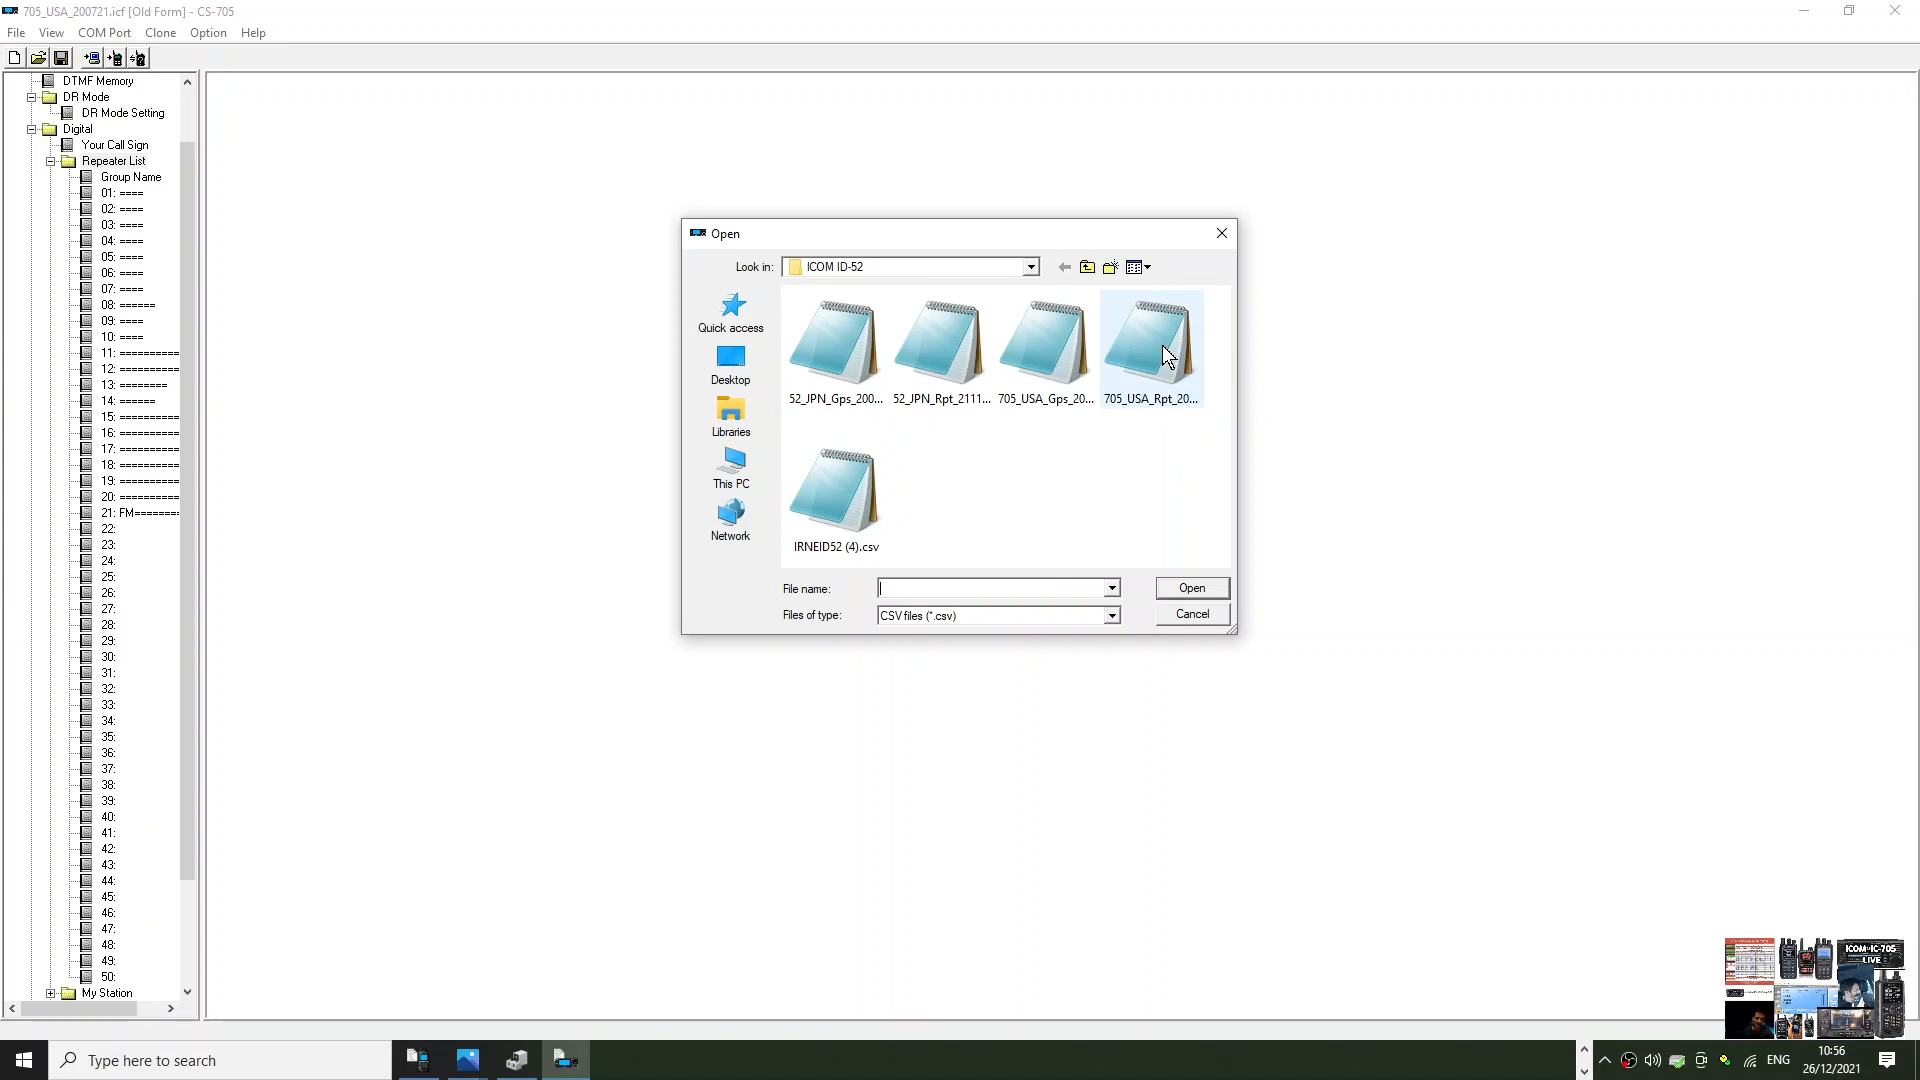 705_USA_200721.icf [Old Form] - CS-705
File View COM Port Clone Option Help
DTMF Memory
DR Mode
DR Mode Setting
Digital
Your Call Sign
Repeater List
Group Name
01: ====
02: ====
03: ====
04: ====
05: ====
06: ====
07: ====
08: ======
09: ====
10: ====
11: ==========
12: ==========
13: ========
14: ======
15: ==========
16: ==========
17: ==========
18: ==========
19: ==========
20: ==========
21: FM========
22:
23:
24:
25:
26:
27:
28:
29:
30:
31:
32:
33:
34:
35:
36:
37:
38:
39:
40:
41:
42:
43:
44:
45:
46:
47:
48:
49:
50:
My Station
Open
Look in: ICOM ID-52
Quick access
Desktop
Libraries
This PC
Network
52_JPN_Gps_200... 52_JPN_Rpt_2111... 705_USA_Gps_20... 705_USA_Rpt_20...
IRNEID52 (4).csv
File name: Open
Files of type: CSV files (*.csv) Cancel
ICOM IC-705
LIVE
Type here to search
ENG
10:56
26/12/2021